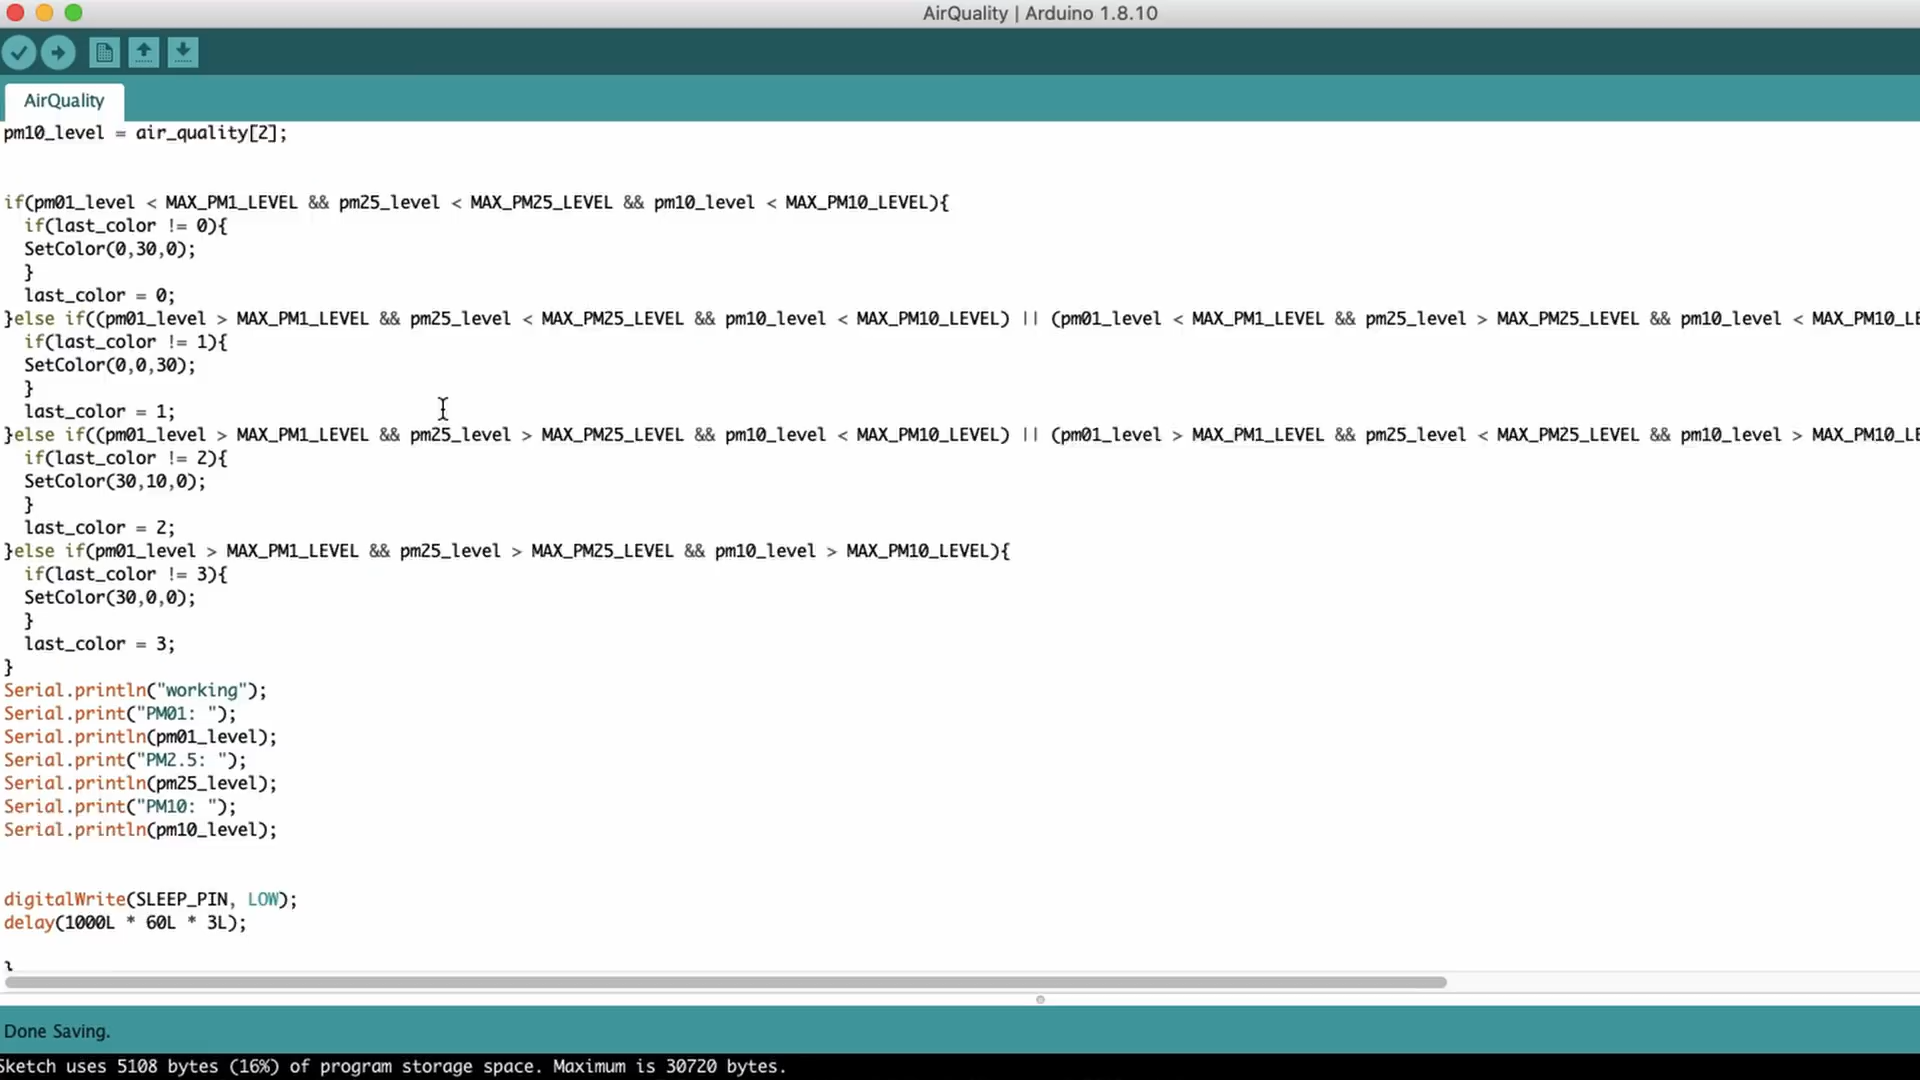 AirQuality | Arduino 1.8.10
AirQuality
pm10_level = air_quality[2];
if(pm01_level < MAX_PM1_LEVEL && pm25_level < MAX_PM25_LEVEL && pm10_level < MAX_PM10_LEVEL){
if(last_color != 0){
SetColor(0,30,0);
}
last_color = 0;
}else if((pm01_level > MAX_PM1_LEVEL && pm25_level < MAX_PM25_LEVEL && pm10_level < MAX_PM10_LEVEL) || (pm01_level < MAX_PM1_LEVEL && pm25_level > MAX_PM25_LEVEL && pm10_level < MAX_PM10_LE
if(last_color != 1){
SetColor(0,0,30);
}
last_color = 1;
}else if((pm01_level > MAX_PM1_LEVEL && pm25_level > MAX_PM25_LEVEL && pm10_level < MAX_PM10_LEVEL) || (pm01_level > MAX_PM1_LEVEL && pm25_level < MAX_PM25_LEVEL && pm10_level > MAX_PM10_LE
if(last_color != 2){
SetColor(30,10,0);
}
last_color = 2;
}else if(pm01_level > MAX_PM1_LEVEL && pm25_level > MAX_PM25_LEVEL && pm10_level > MAX_PM10_LEVEL){
if(last_color != 3){
SetColor(30,0,0);
}
last_color = 3;
}
Serial.println("working");
Serial.print("PM01: ");
Serial.println(pm01_level);
Serial.print("PM2.5: ");
Serial.println(pm25_level);
Serial.print("PM10: ");
Serial.println(pm10_level);
digitalWrite(SLEEP_PIN, LOW);
delay(1000L * 60L * 3L);
}
Done Saving.
Sketch uses 5108 bytes (16%) of program storage space. Maximum is 30720 bytes.